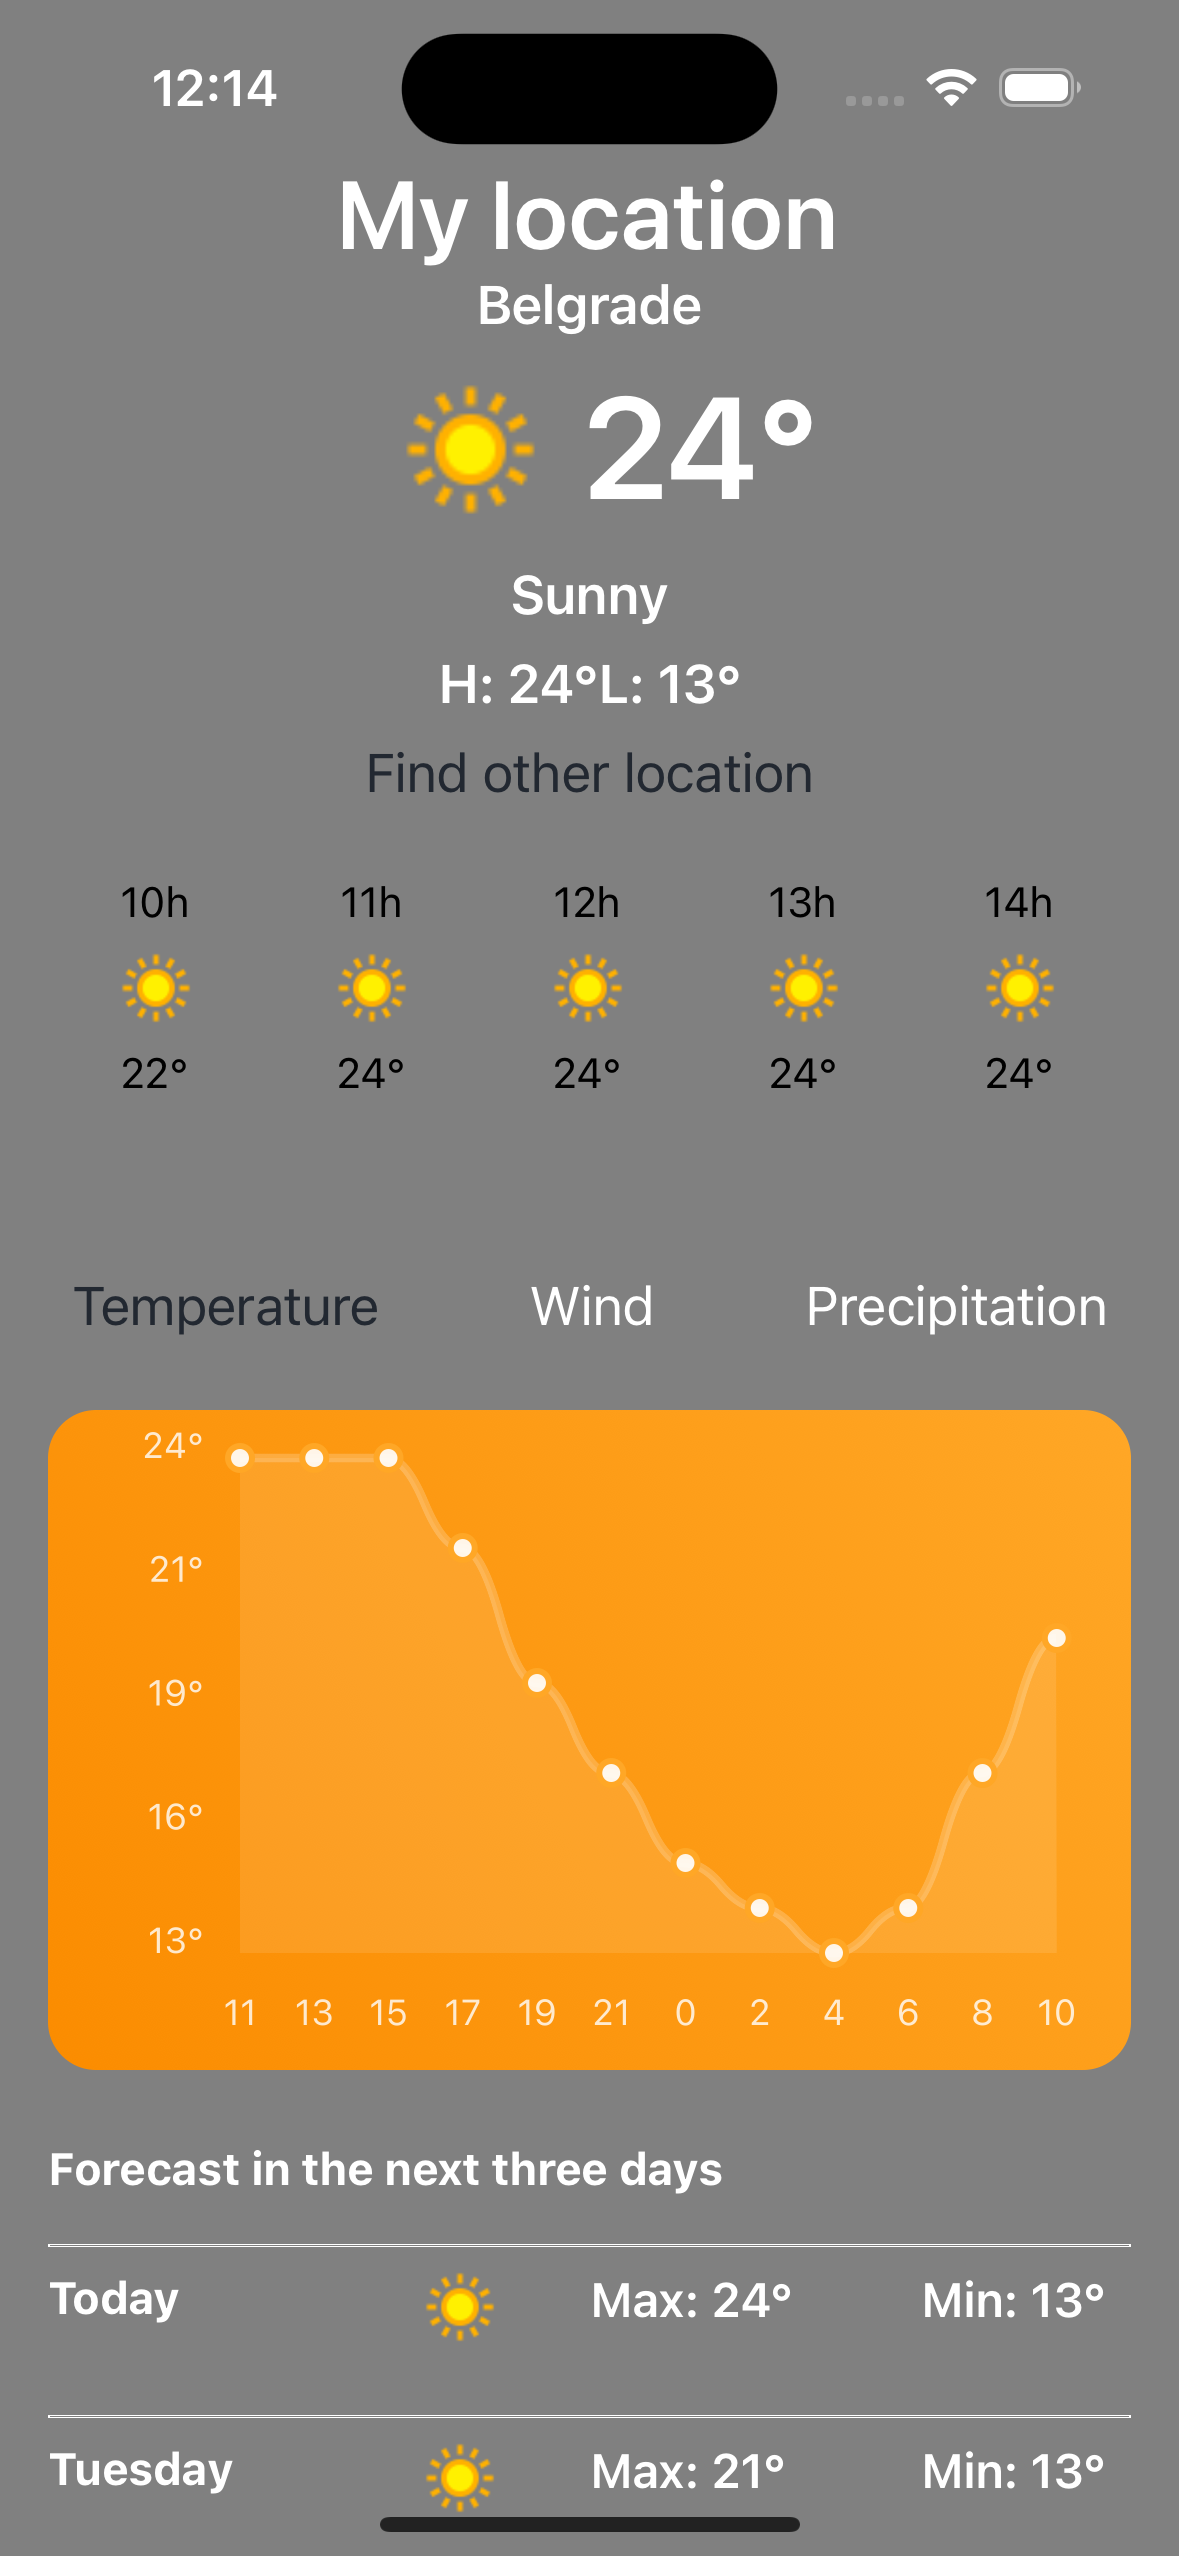 12:14
My location
Belgrade
24°
Sunny
H: 24°L: 13°
Find other location
10h 11h 12h 13h 14h
22° 24° 24° 24° 24°
Temperature Wind Precipitation
24°
21°
19°
16°
13°
11 13 15 17 19 21 0 2 4 6 8 10
Forecast in the next three days
Today Max: 24° Min: 13°
Tuesday Max: 21° Min: 13°